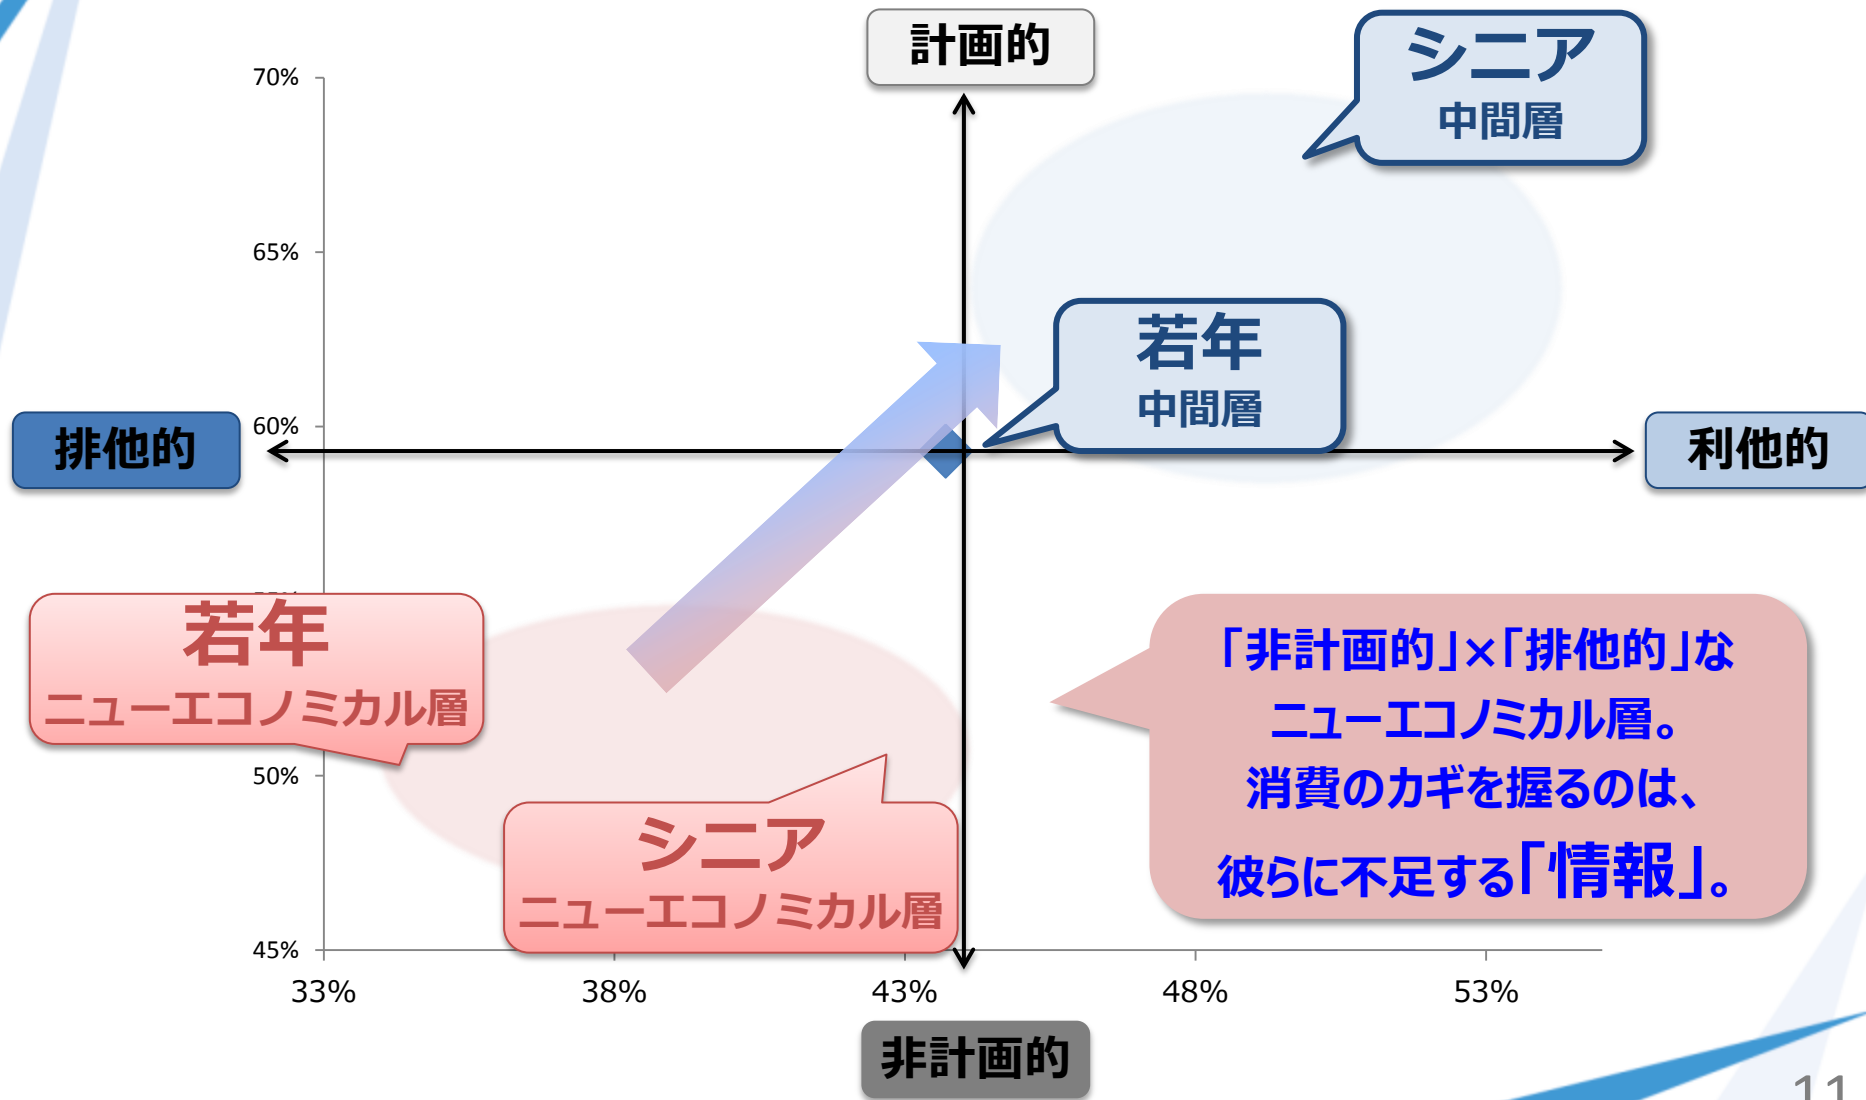 計画的
シニア
中間層
70%
65%
若年
中間層
60%
排他的
利他的
若年
ニューエコノミカル層
「非計画的」×「排他的」な
ニューエコノミカル層。
消費のカギを握るのは、
彼らに不足する「情報」。
50%
シニア
ニューエコノミカル層
45%
33%
38%
43%
48%
53%
非計画的
11